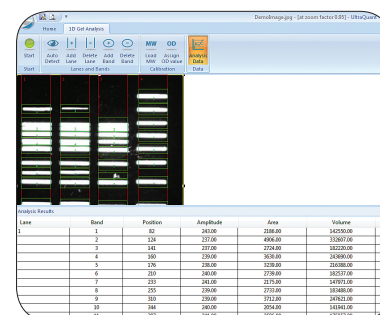 DemoImage.jpg - [at zoom factor 0.85] - UltraQuant
Home 1D Gel Analysis
Start Auto Detect Add Lane Delete Lane Add Band Delete Band MW Load MW OD Assign OD value Analysis Data
Start Lanes and Bands Calibration Data
Analysis Results
Lane Band Position Amplitude Area Volume
1 1 82 243.00 2186.00 142550.00
2 124 237.00 4906.00 332607.00
3 141 237.00 2724.00 182220.00
4 160 239.00 3630.00 243690.00
5 176 238.00 3239.00 216388.00
6 210 240.00 2739.00 182537.00
7 233 241.00 2175.00 147971.00
8 255 239.00 2733.00 183488.00
9 310 239.00 3712.00 247621.00
10 344 240.00 2054.00 141941.00